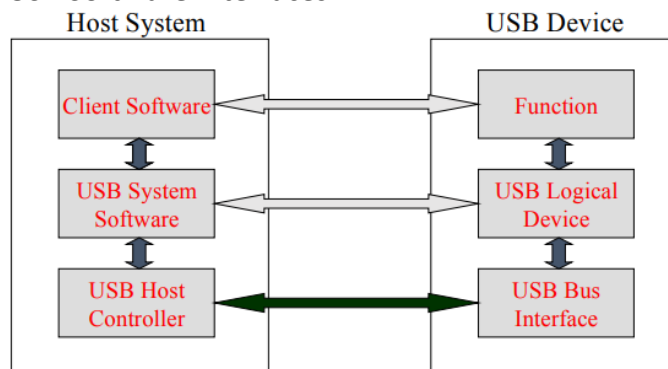 Host System
USB Device
Client Software
Function
USB System
Software
USB Logical
Device
USB Host
Controller
USB Bus
Interface